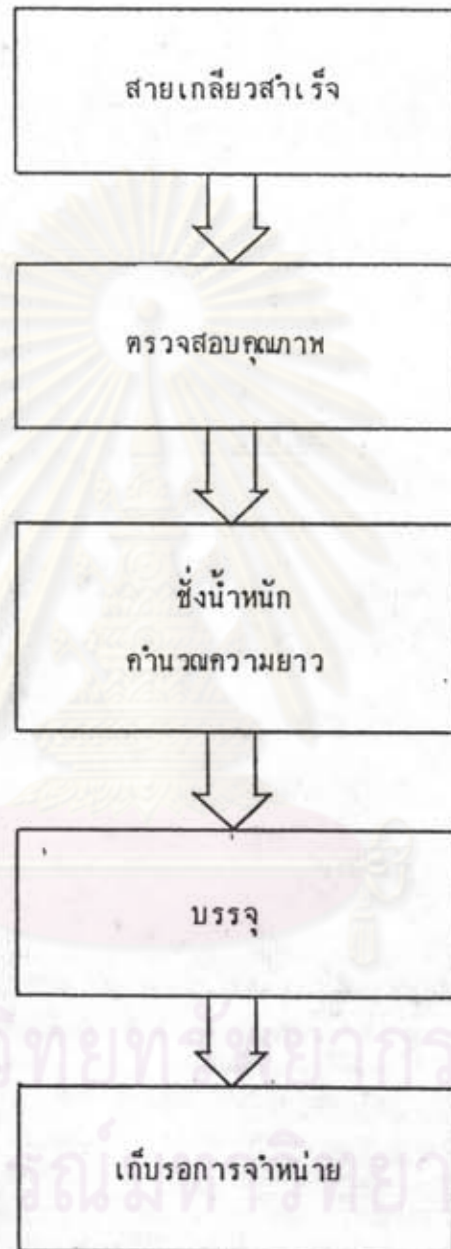 สายเกลียวสำเร็จ
ตรวจสอบคุณภาพ
ชั่งน้ำหนัก
คำนวณความยาว
บรรจุ
เก็บรอการจำหน่าย